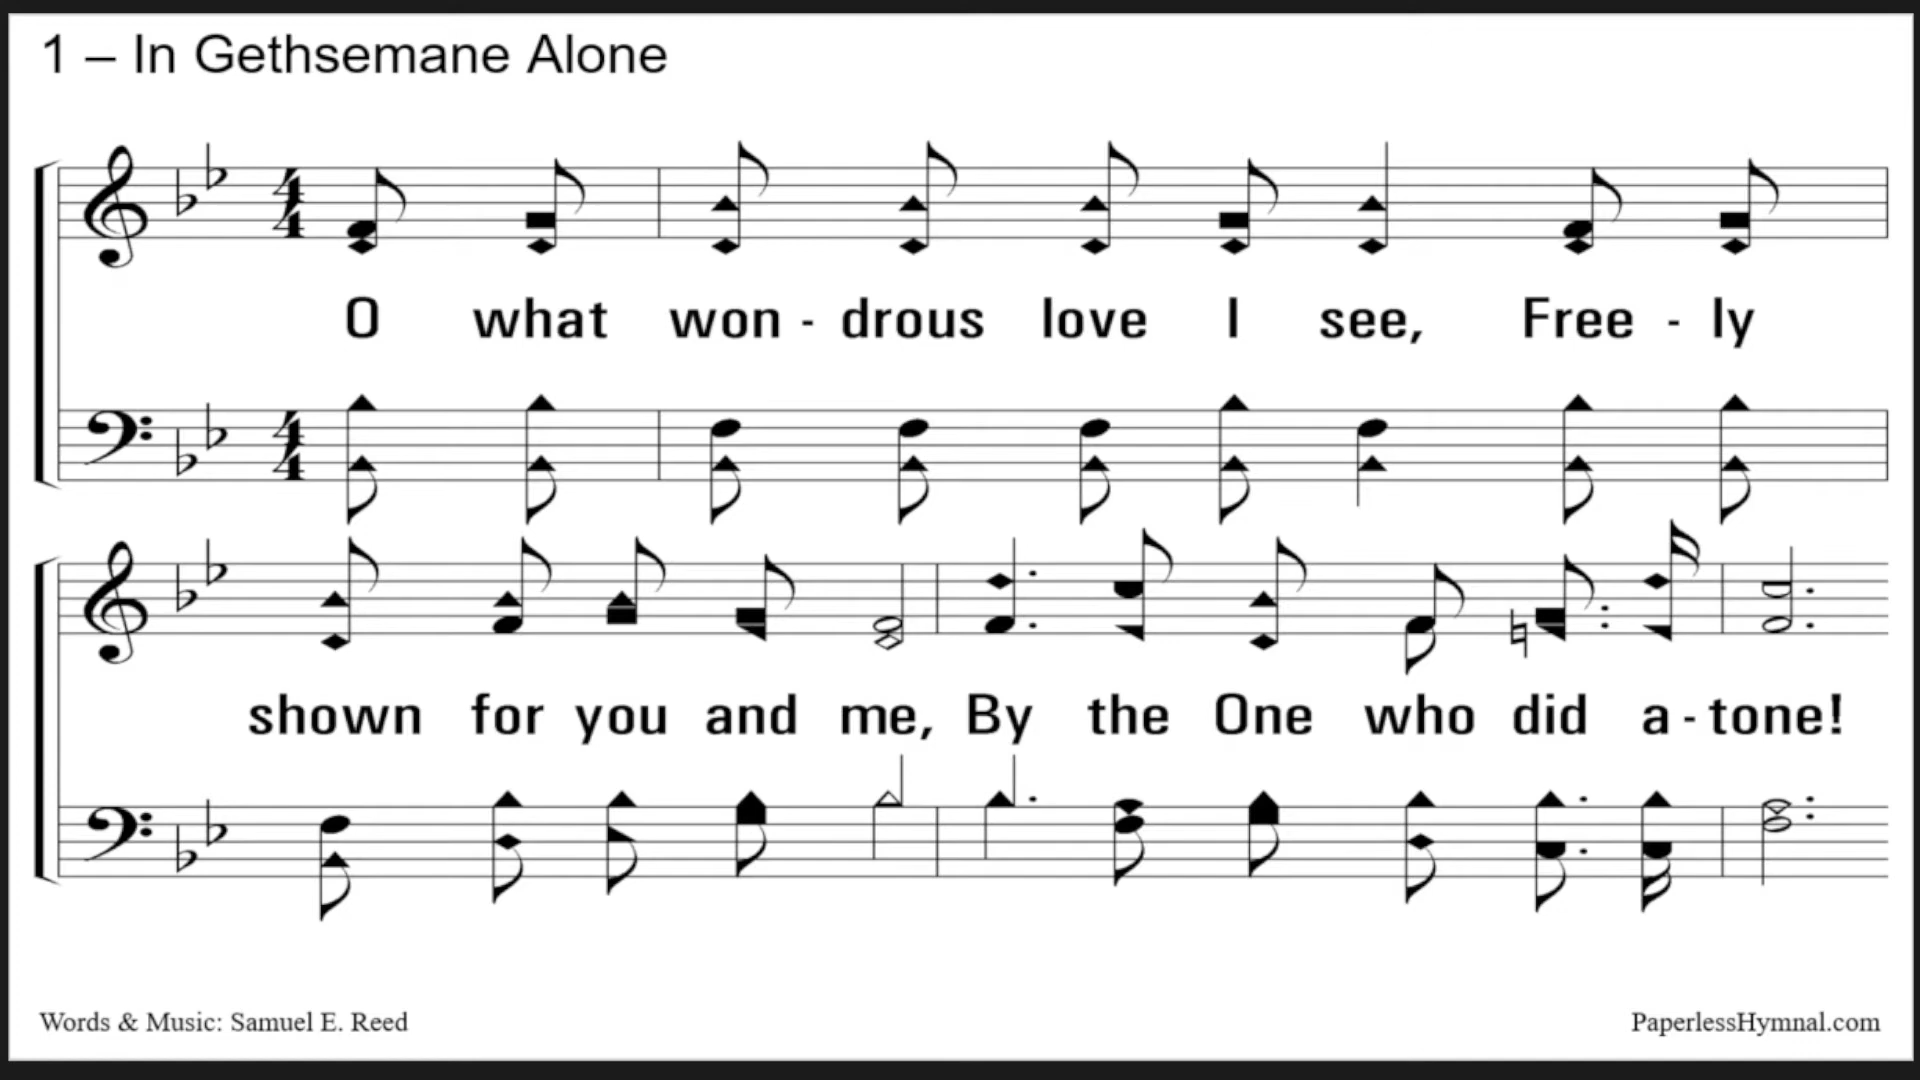 1 – In Gethsemane Alone
O what won - drous love I see, Free - ly
shown for you and me, By the One who did a - tone!
Words & Music: Samuel E. Reed
PaperlessHymnal.com